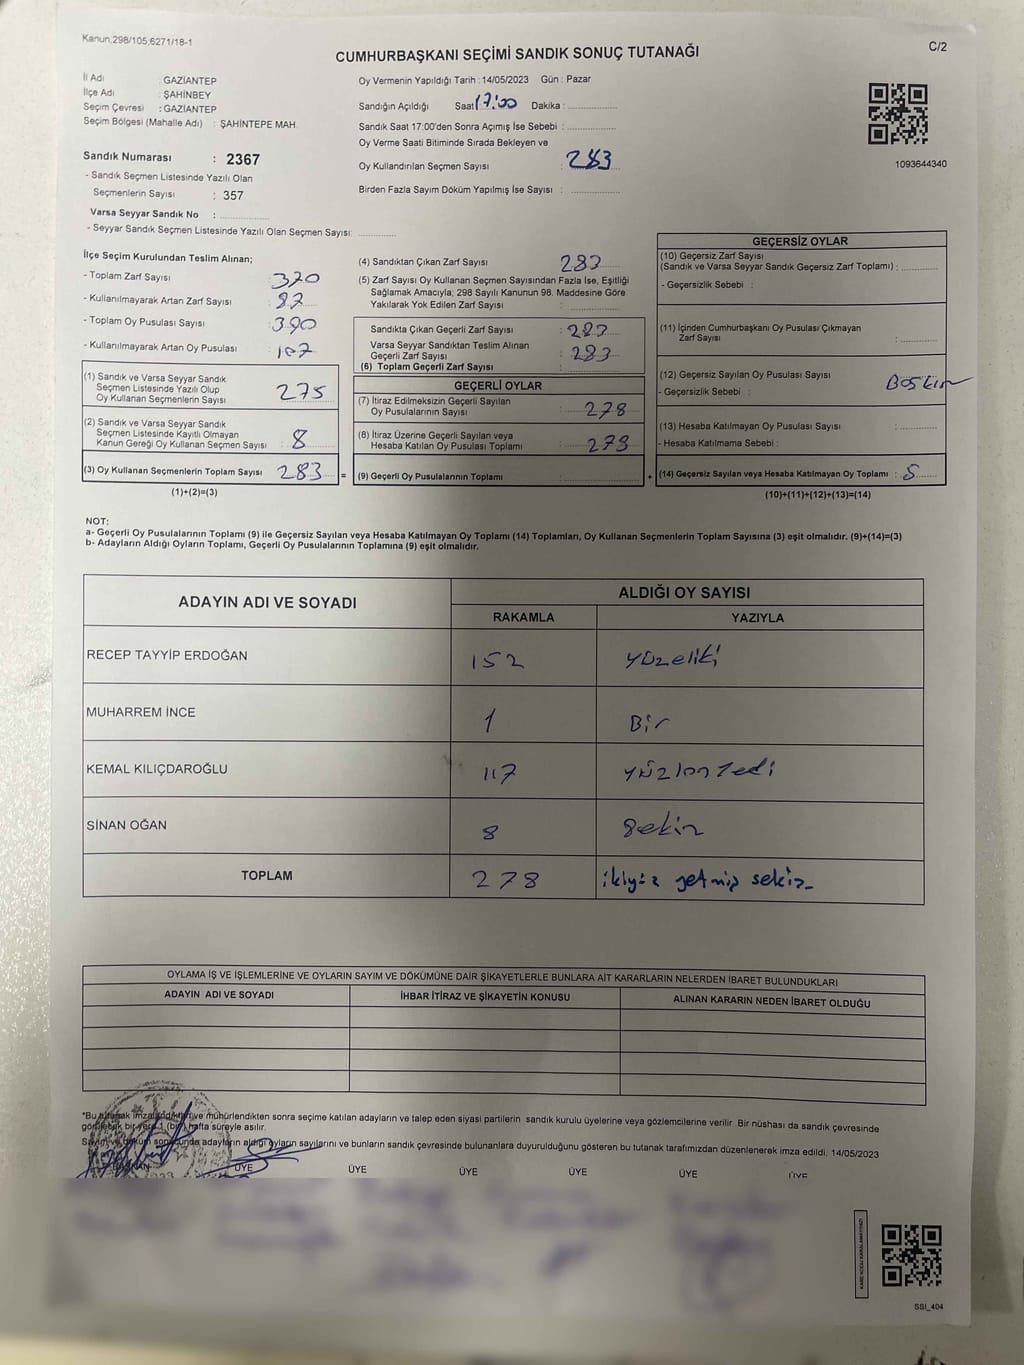 Kanun;298/105,6271/18-1
C/2
CUMHURBAŞKANI SEÇİMİ SANDIK SONUÇ TUTANAĞI
İl Adı : GAZİANTEP
İlçe Adı : ŞAHİNBEY
Seçim Çevresi : GAZİANTEP
Seçim Bölgesi (Mahalle Adı) : ŞAHİNTEPE MAH.
Sandık Numarası : 2367
- Sandık Seçmen Listesinde Yazılı Olan
Seçmenlerin Sayısı : 357
Varsa Seyyar Sandık No : ....................
- Seyyar Sandık Seçmen Listesinde Yazılı Olan Seçmen Sayısı: ..............
Oy Vermenin Yapıldığı Tarih : 14/05/2023 Gün : Pazar
Sandığın Açıldığı Saat 17:00 Dakika : ................
Sandık Saat 17:00'den Sonra Açımış İse Sebebi : ................
Oy Verme Saati Bitiminde Sırada Bekleyen ve
Oy Kullandırılan Seçmen Sayısı : 283
Birden Fazla Sayım Döküm Yapılmış İse Sayısı : ................
1093644340
İlçe Seçim Kurulundan Teslim Alınan;
- Toplam Zarf Sayısı : 370
- Kullanılmayarak Artan Zarf Sayısı : 87
- Toplam Oy Pusulası Sayısı : 390
- Kullanılmayarak Artan Oy Pusulası : 107
(1) Sandık ve Varsa Seyyar Sandık
Seçmen Listesinde Yazılı Olup
Oy Kullanan Seçmenlerin Sayısı 275
(2) Sandık ve Varsa Seyyar Sandık
Seçmen Listesinde Kayıtlı Olmayan
Kanun Gereği Oy Kullanan Seçmen Sayısı 8
(3) Oy Kullanan Seçmenlerin Toplam Sayısı 283 =
(1)+(2)=(3)
(4) Sandıktan Çıkan Zarf Sayısı : 283
(5) Zarf Sayısı Oy Kullanan Seçmen Sayısından Fazla İse, Eşitliği
Sağlamak Amacıyla; 298 Sayılı Kanunun 98. Maddesine Göre
Yakılarak Yok Edilen Zarf Sayısı : ................
Sandıkta Çıkan Geçerli Zarf Sayısı : 283
Varsa Seyyar Sandıktan Teslim Alınan
Geçerli Zarf Sayısı : 283
(6) Toplam Geçerli Zarf Sayısı
GEÇERLİ OYLAR
(7) İtiraz Edilmeksizin Geçerli Sayılan
Oy Pusulalarının Sayısı : 278
(8) İtiraz Üzerine Geçerli Sayılan veya
Hesaba Katılan Oy Pusulası Toplamı : 273
(9) Geçerli Oy Pusulalarının Toplamı : ................ +
GEÇERSİZ OYLAR
(10) Geçersiz Zarf Sayısı
(Sandık ve Varsa Seyyar Sandık Geçersiz Zarf Toplamı) : ..........
- Geçersizlik Sebebi :
(11) İçinden Cumhurbaşkanı Oy Pusulası Çıkmayan
Zarf Sayısı : ..........
(12) Geçersiz Sayılan Oy Pusulası Sayısı
- Geçersizlik Sebebi :
(13) Hesaba Katılmayan Oy Pusulası Sayısı : ..........
- Hesaba Katılmama Sebebi :
(14) Geçersiz Sayılan veya Hesaba Katılmayan Oy Toplamı : 5
(10)+(11)+(12)+(13)=(14)
NOT:
a- Geçerli Oy Pusulalarının Toplamı (9) ile Geçersiz Sayılan veya Hesaba Katılmayan Oy Toplamı (14) Toplamları, Oy Kullanan Seçmenlerin Toplam Sayısına (3) eşit olmalıdır. (9)+(14)=(3)
b- Adayların Aldığı Oyların Toplamı, Geçerli Oy Pusulalarının Toplamına (9) eşit olmalıdır.
ADAYIN ADI VE SOYADI
ALDIĞI OY SAYISI
RAKAMLA YAZIYLA
RECEP TAYYİP ERDOĞAN 152 yüzeliiki
MUHARREM İNCE 1 Bir
KEMAL KILIÇDAROĞLU 117 yüzonyedi
SİNAN OĞAN 8 Sekiz
TOPLAM 278 ikiyüz yetmiş sekiz
OYLAMA İŞ VE İŞLEMLERİNE VE OYLARIN SAYIM VE DÖKÜMÜNE DAİR ŞİKAYETLERLE BUNLARA AİT KARARLARIN NELERDEN İBARET BULUNDUKLARI
ADAYIN ADI VE SOYADI İHBAR İTİRAZ VE ŞİKAYETİN KONUSU ALINAN KARARIN NEDEN İBARET OLDUĞU
*Bu tutanak imzalandıktan ve mühürlendikten sonra seçime katılan adayların ve talep eden siyasi partilerin sandık kurulu üyelerine veya gözlemcilerine verilir. Bir nüshası da sandık çevresinde
görülecek bir yere 1 (bir) hafta süreyle asılır.
Sayım ve döküm sonucunda adayların aldığı oyların sayılarını ve bunların sandık çevresinde bulunanlara duyurulduğunu gösteren bu tutanak tarafımızdan düzenlenerek imza edildi. 14/05/2023
BAŞKAN ÜYE ÜYE ÜYE ÜYE ÜYE ÜYE
SSI_404